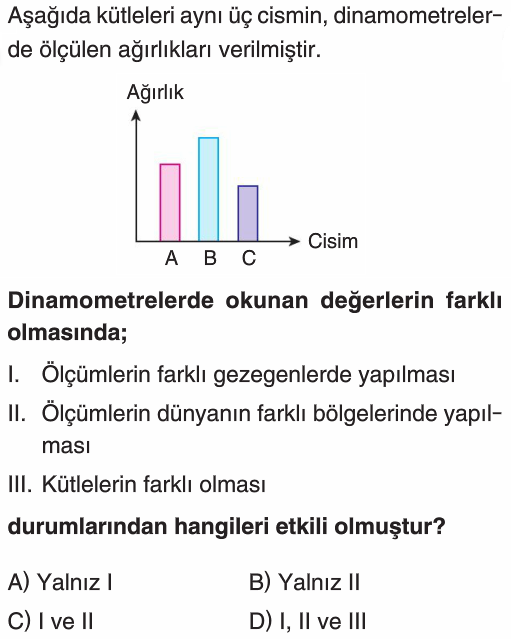 Aşağıda kütleleri aynı üç cismin, dinamometreler-
de ölçülen ağırlıkları verilmiştir.
Ağırlık
Cisim
A B C
Dinamometrelerde okunan değerlerin farklı
olmasında;
I. Ölçümlerin farklı gezegenlerde yapılması
II. Ölçümlerin dünyanın farklı bölgelerinde yapıl-
ması
III. Kütlelerin farklı olması
durumlarından hangileri etkili olmuştur?
A) Yalnız I B) Yalnız II
C) I ve II D) I, II ve III